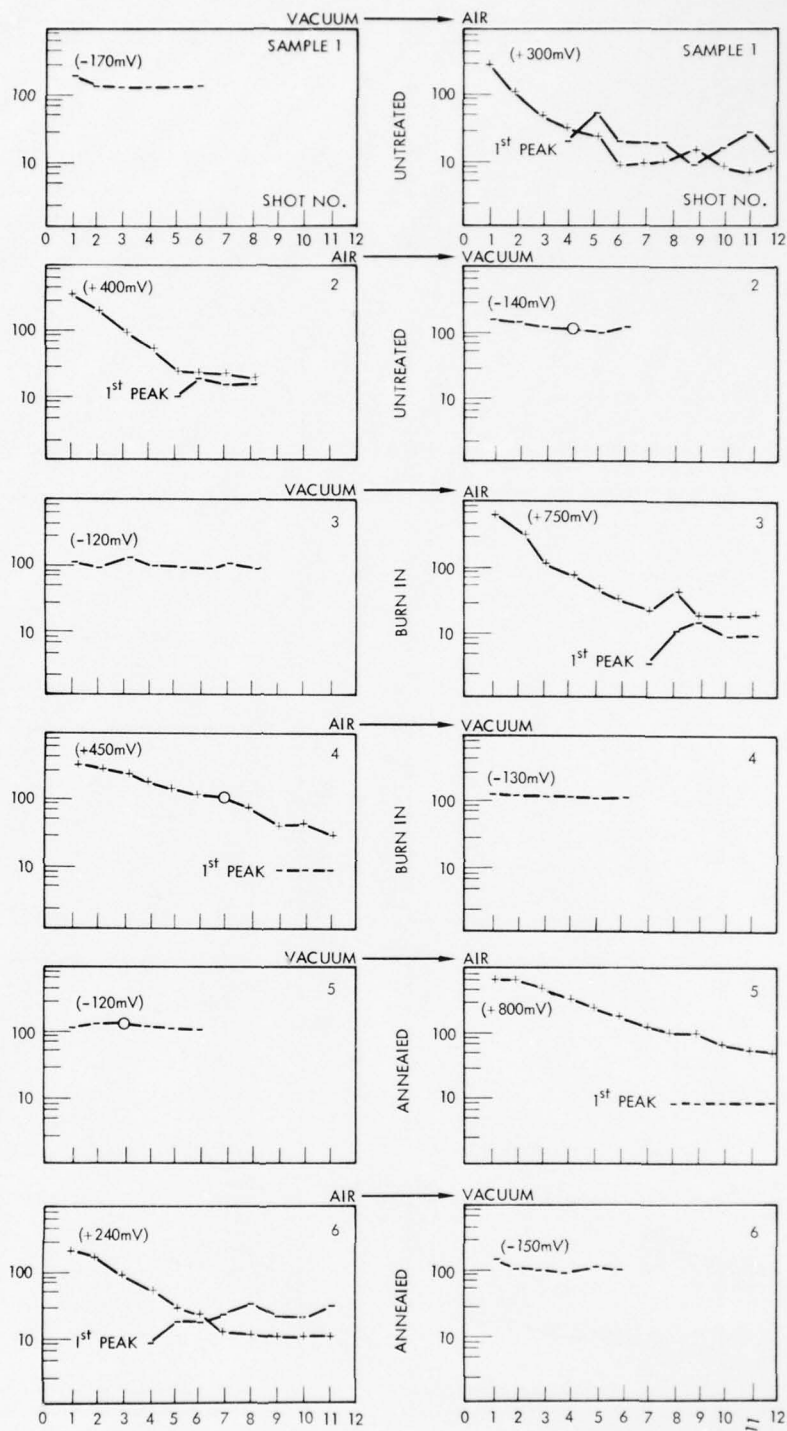 VACUUM → AIR
(-170mV) SAMPLE 1
100
10
SHOT NO.
0 1 2 3 4 5 6 7 8 9 10 11 12
UNTREATED
(+300mV) SAMPLE 1
100
1st PEAK
10
SHOT NO.
0 1 2 3 4 5 6 7 8 9 10 11 12
AIR → VACUUM
(+400mV) 2
100
1st PEAK
10
UNTREATED
(-140mV) 2
100
10
VACUUM → AIR
(-120mV) 3
100
10
BURN IN
(+750mV) 3
100
10
1st PEAK
AIR → VACUUM
(+450mV) 4
100
10
1st PEAK
BURN IN
(-130mV) 4
100
10
VACUUM → AIR
(-120mV) 5
100
10
ANNEAlED
5
(+800mV)
100
10
1st PEAK
AIR → VACUUM
(+240mV) 6
100
10
1st PEAK
0 1 2 3 4 5 6 7 8 9 10 11 12
ANNEAlED
(-150mV) 6
100
10
0 1 2 3 4 5 6 7 8 9 10 11 12